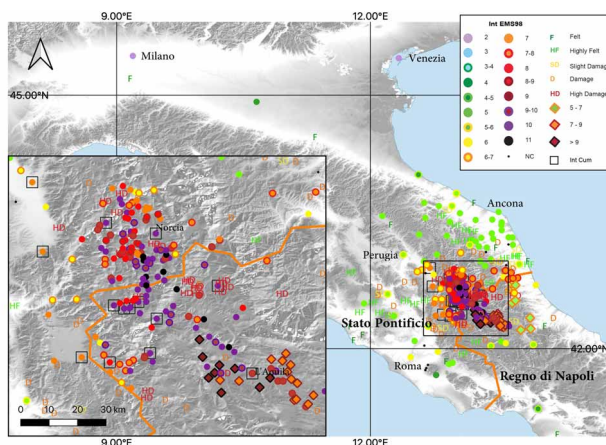 9.00°E 12.00°E
Milano
Venezia
45.00°N
F
F
Int EMS98
2 7 F Felt
3 7-8 HF Highly Felt
3-4 8 ND Slight Damage
4 8-9 D Damage
4-5 9 HD High Damage
5 9-10 5 - 7
5-6 10 7 - 9
6 11 > 9
6-7 NC Int Cum
Ancona
Perugia
Norcia
L'Aquila
Stato Pontificio
Roma
Regno di Napoli
42.00°N
0 10 20 30 km
9.00°E 12.00°E